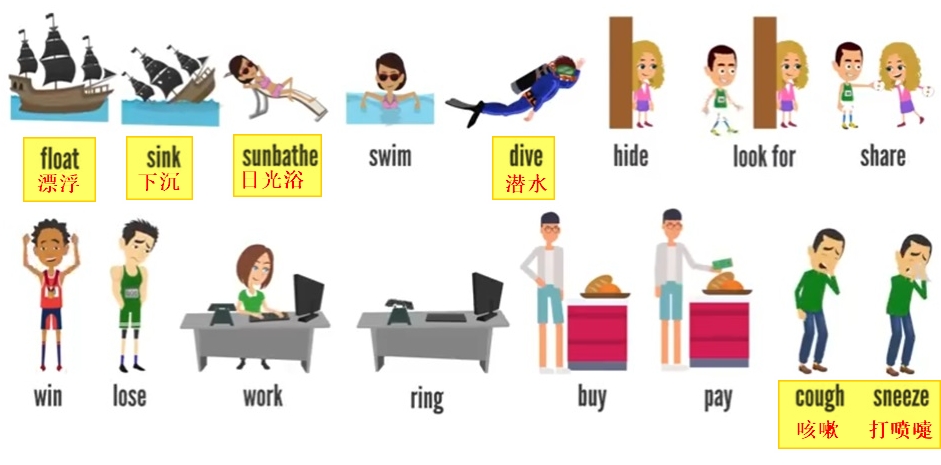 float sink sunbathe swim dive hide look for share
漂浮 下沉 日光浴 潜水
win lose work ring buy pay cough sneeze
咳嗽 打喷嚏